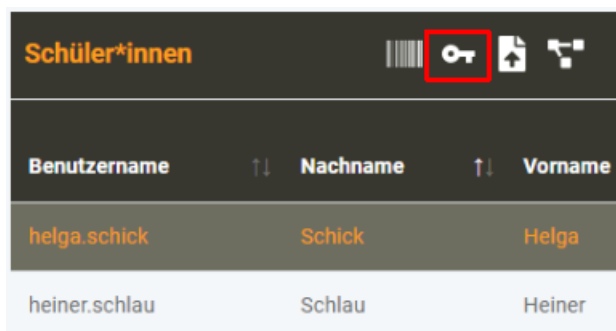 Schüler*innen
Benutzername Nachname Vorname
helga.schick Schick Helga
heiner.schlau Schlau Heiner